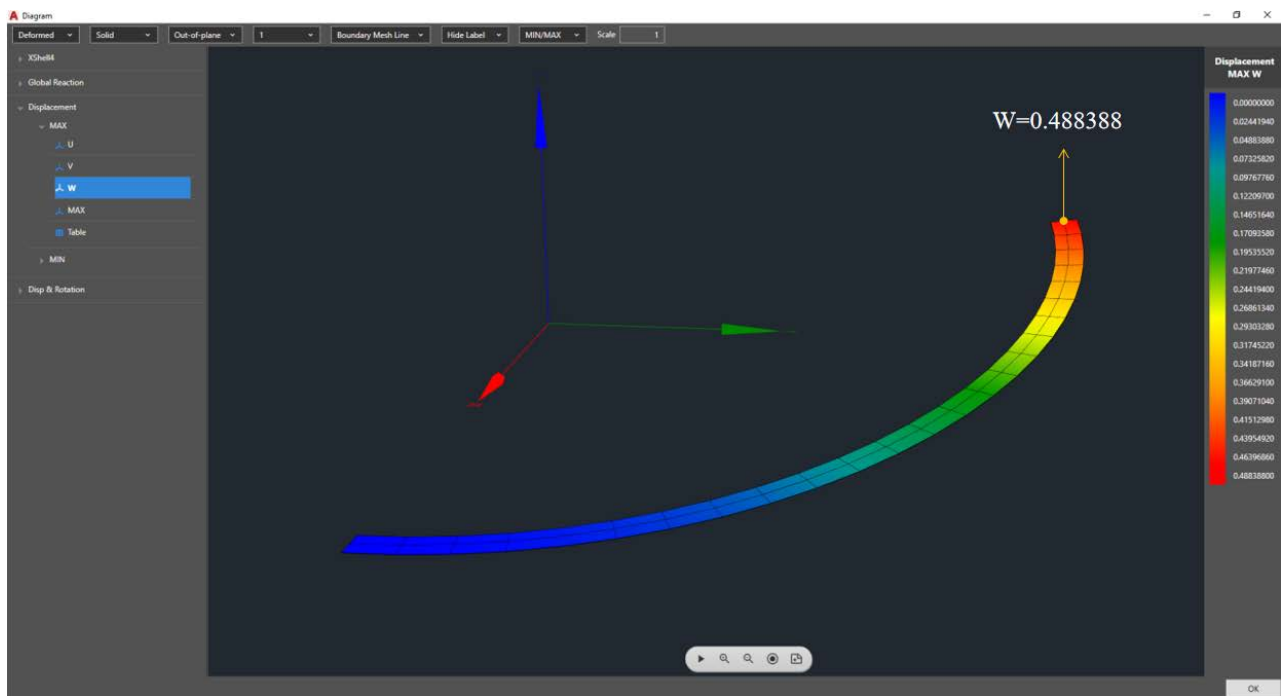 Diagram
Deformed
Solid
Out-of-plane
1
Boundary Mesh Line
Hide Label
MIN/MAX
Scale
1
XShell4
Global Reaction
Displacement
MAX
U
V
W
MAX
Table
MIN
Disp & Rotation
W=0.488388
Displacement
MAX W
0.00000000
0.02441940
0.04883880
0.07325820
0.09767760
0.12209700
0.14651640
0.17093580
0.19535520
0.21977460
0.24419400
0.26861340
0.29303280
0.31745220
0.34187160
0.36629100
0.39071040
0.41512980
0.43954920
0.46396860
0.48838800
OK